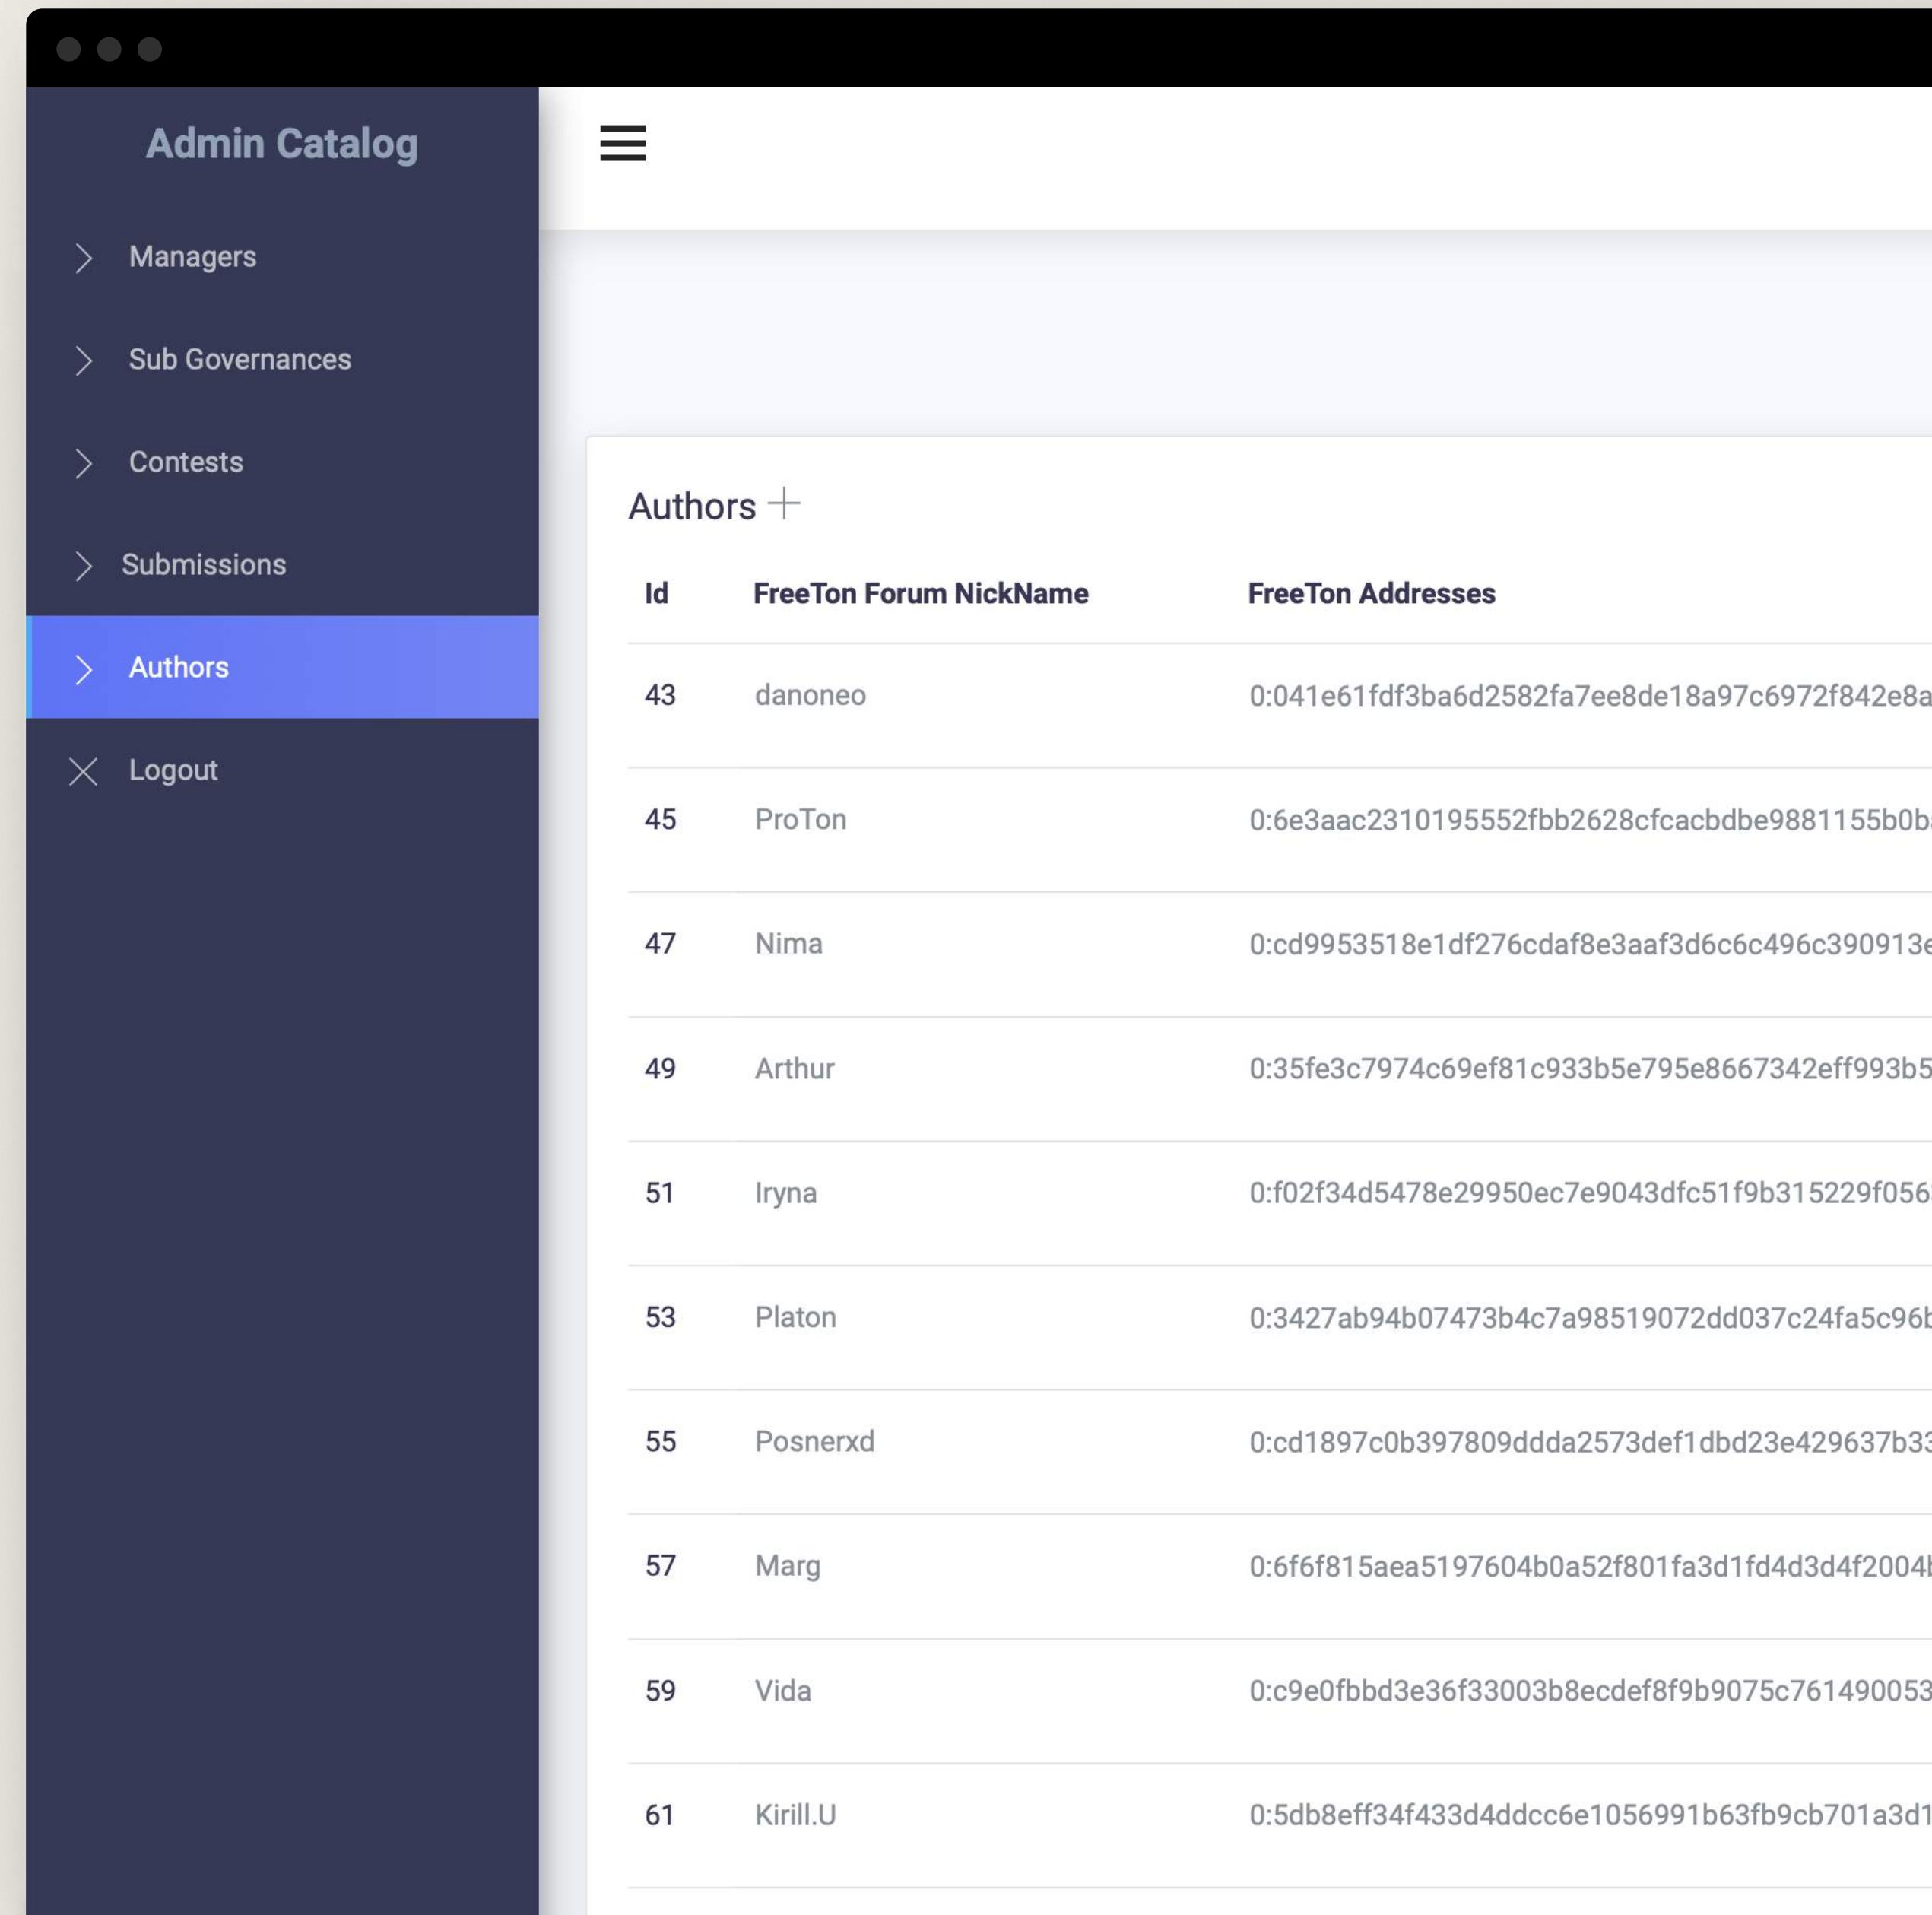 Admin Catalog
Managers
Sub Governances
Contests
Submissions
Authors
Logout
Authors
Id FreeTon Forum NickName FreeTon Addresses
43 danoneo 0:041e61fdf3ba6d2582fa7ee8de18a97c6972f842e8a
45 ProTon 0:6e3aac2310195552fbb2628cfcacbdbe9881155b0b
47 Nima 0:cd9953518e1df276cdaf8e3aaf3d6c6c496c390913e
49 Arthur 0:35fe3c7974c69ef81c933b5e795e8667342eff993b5
51 Iryna 0:f02f34d5478e29950ec7e9043dfc51f9b315229f056
53 Platon 0:3427ab94b07473b4c7a98519072dd037c24fa5c96b
55 Posnerxd 0:cd1897c0b397809ddda2573def1dbd23e429637b33
57 Marg 0:6f6f815aea5197604b0a52f801fa3d1fd4d3d4f2004b
59 Vida 0:c9e0fbbd3e36f33003b8ecdef8f9b9075c761490053
61 Kirill.U 0:5db8eff34f433d4ddcc6e1056991b63fb9cb701a3d1